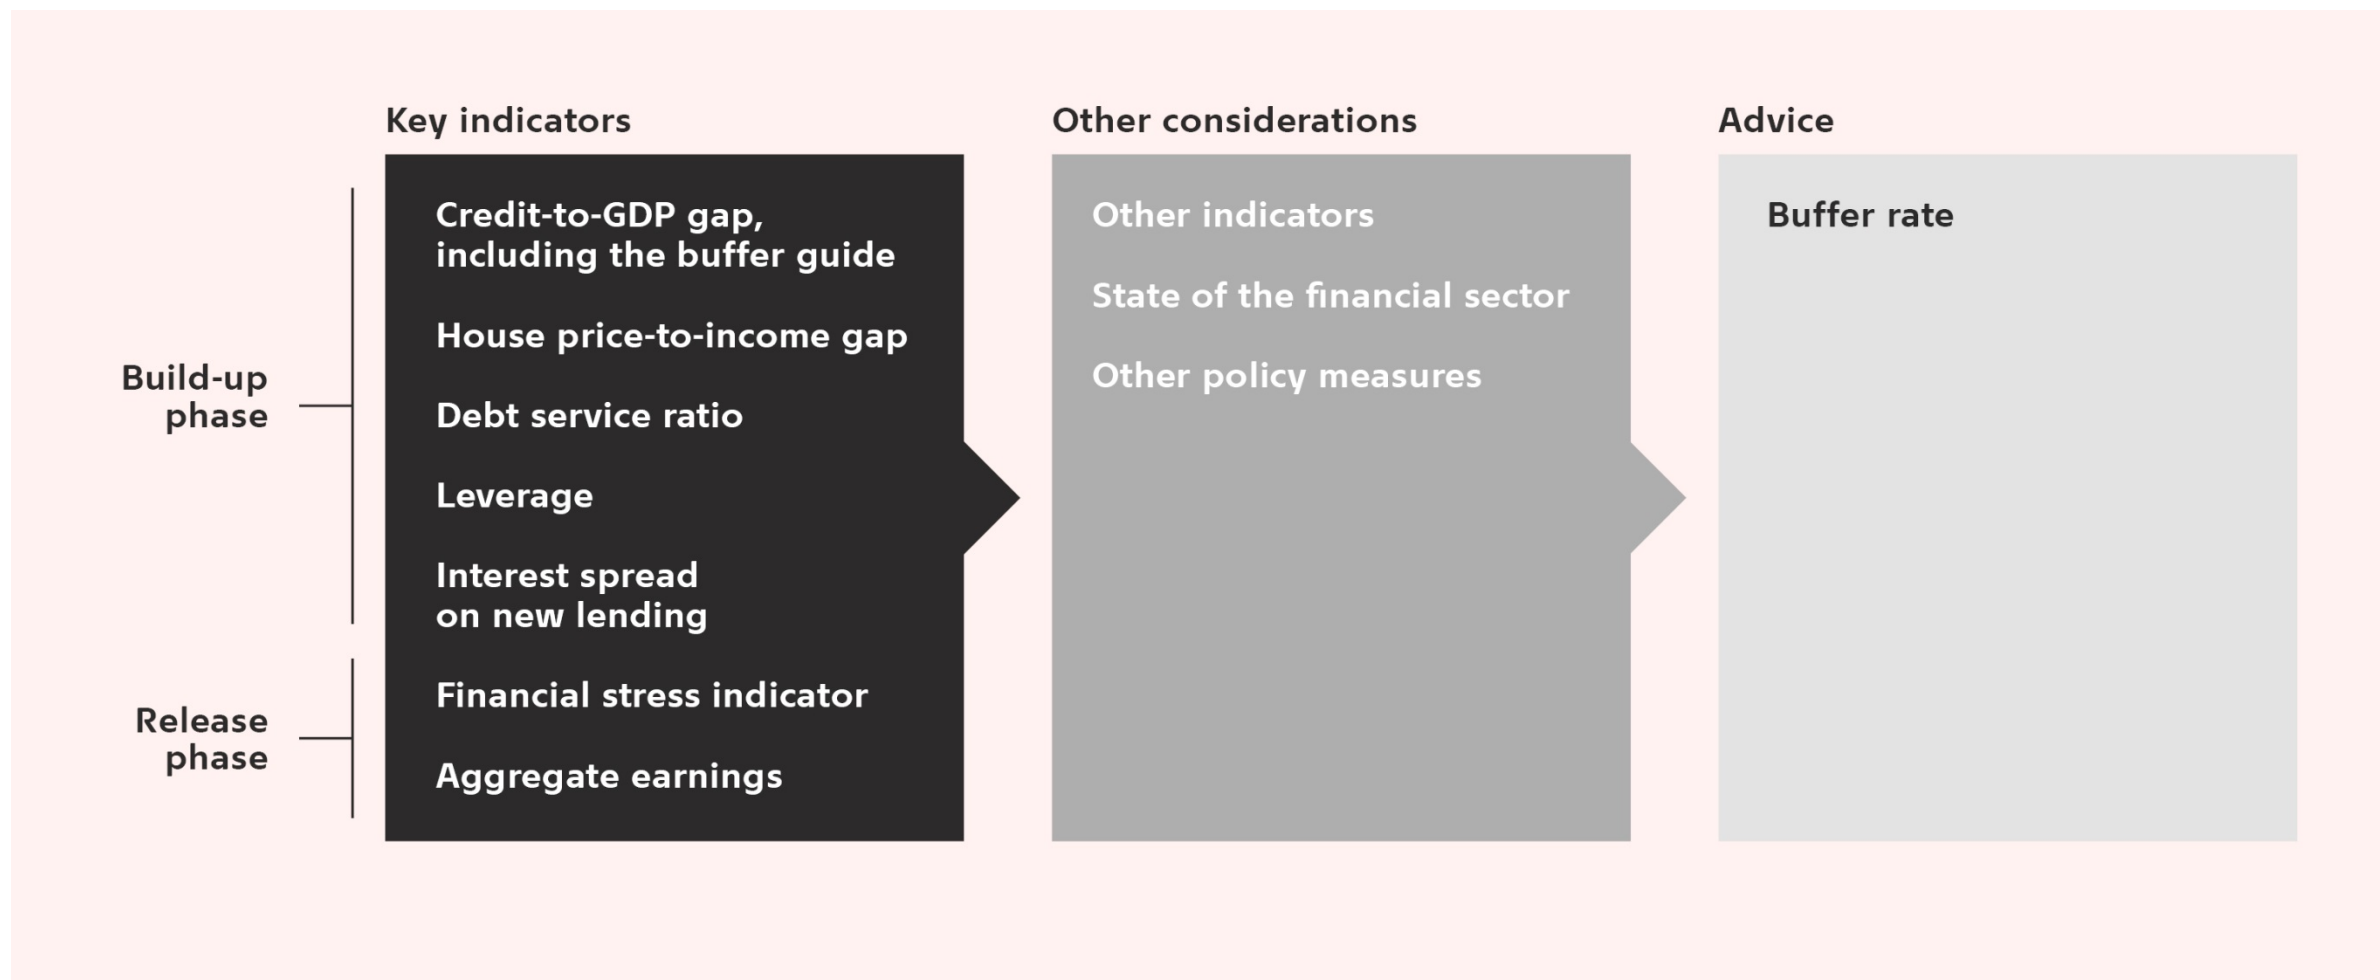 Key indicators
Other considerations
Advice
Build-up
phase
Release
phase
Credit-to-GDP gap,
including the buffer guide
House price-to-income gap
Debt service ratio
Leverage
Interest spread
on new lending
Financial stress indicator
Aggregate earnings
Other indicators
State of the financial sector
Other policy measures
Buffer rate